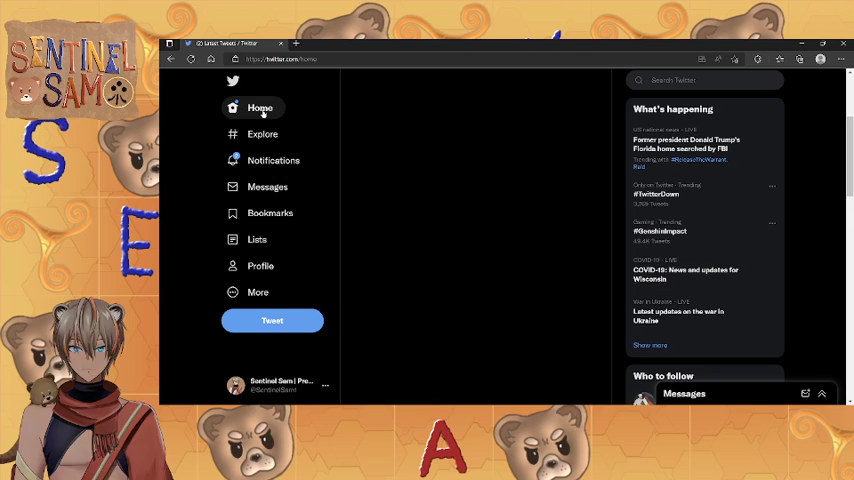 SENTINEL
SAM
S
E
A
(2) Latest Tweets / Twitter
https://twitter.com/home
Home
Explore
2
Notifications
Messages
Bookmarks
Lists
Profile
More
Tweet
Sentinel Sam | Pre...
@SentinelSam1
Search Twitter
What's happening
US national news · LIVE
Former president Donald Trump's
Florida home searched by FBI
Trending with #ReleaseTheWarrant,
Raid
Only on Twitter · Trending
#TwitterDown
Gaming · Trending
#GenshinImpact
49.4K Tweets
COVID-19 · LIVE
COVID-19: News and updates for
Wisconsin
War in Ukraine · LIVE
Latest updates on the war in
Ukraine
Show more
Who to follow
Messages